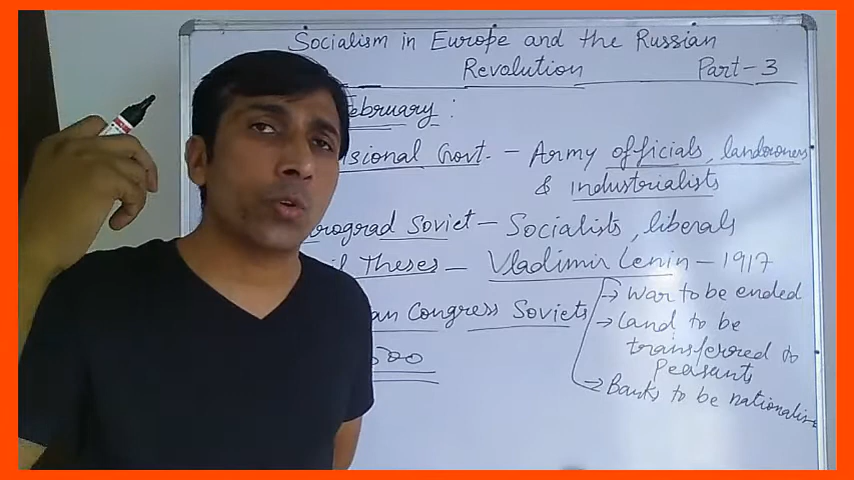 Socialism in Europe and the Russian
Revolution Part-3
February :
sional Govt. - Army officials, landowners
& industrialists
rograd Soviet - Socialists, liberals
Theses - Vladimir Lenin - 1917
→ War to be ended
an Congress Soviets
→ Land to be
transferred to
Peasants
500
→ Banks to be nationalis